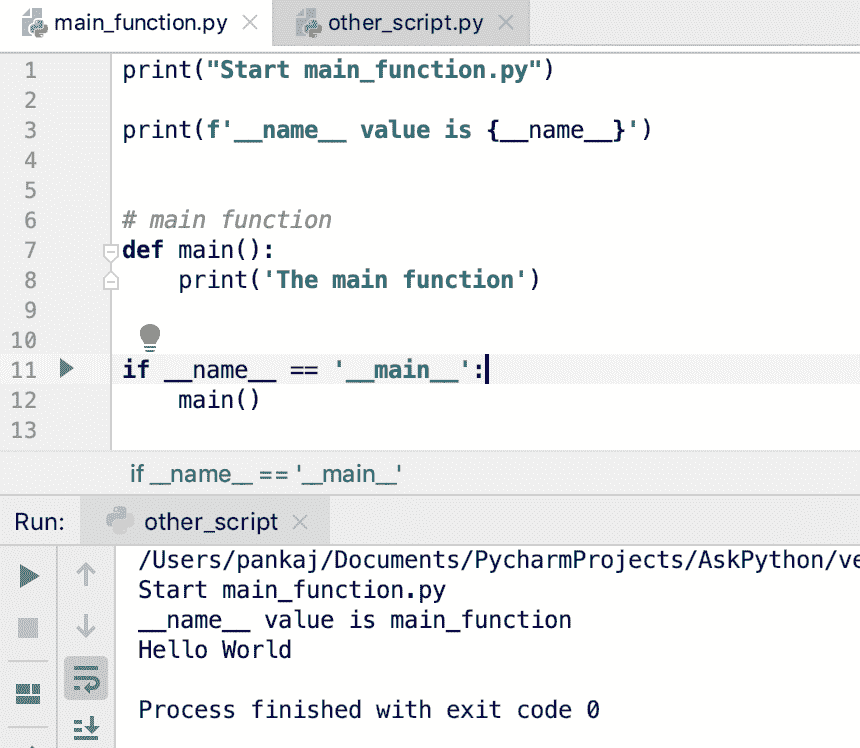 main_function.py other_script.py
1 print("Start main_function.py")
2
3 print(f'__name__ value is {__name__}')
4
5
6 # main function
7 def main():
8     print('The main function')
9
10
11 if __name__ == '__main__':
12     main()
13
if __name__ == '__main__'
Run: other_script
/Users/pankaj/Documents/PycharmProjects/AskPython/ve
Start main_function.py
__name__ value is main_function
Hello World
Process finished with exit code 0